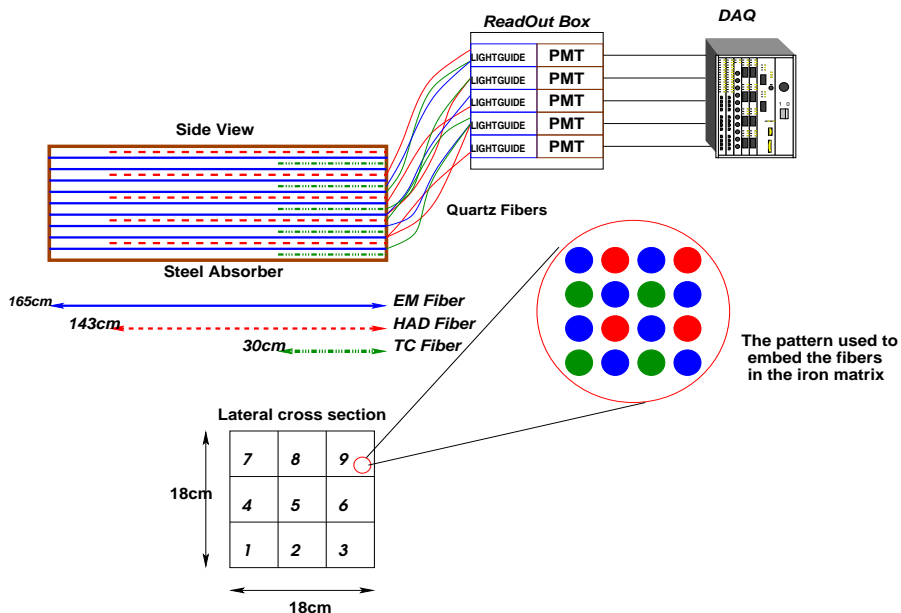 ReadOut Box
DAQ
LIGHTGUIDE PMT
LIGHTGUIDE PMT
LIGHTGUIDE PMT
LIGHTGUIDE PMT
LIGHTGUIDE PMT
1 0
Side View
Quartz Fibers
Steel Absorber
165cm EM Fiber
143cm HAD Fiber
30cm TC Fiber
The pattern used to
embed the fibers
in the iron matrix
Lateral cross section
18cm
7 8 9
4 5 6
1 2 3
18cm